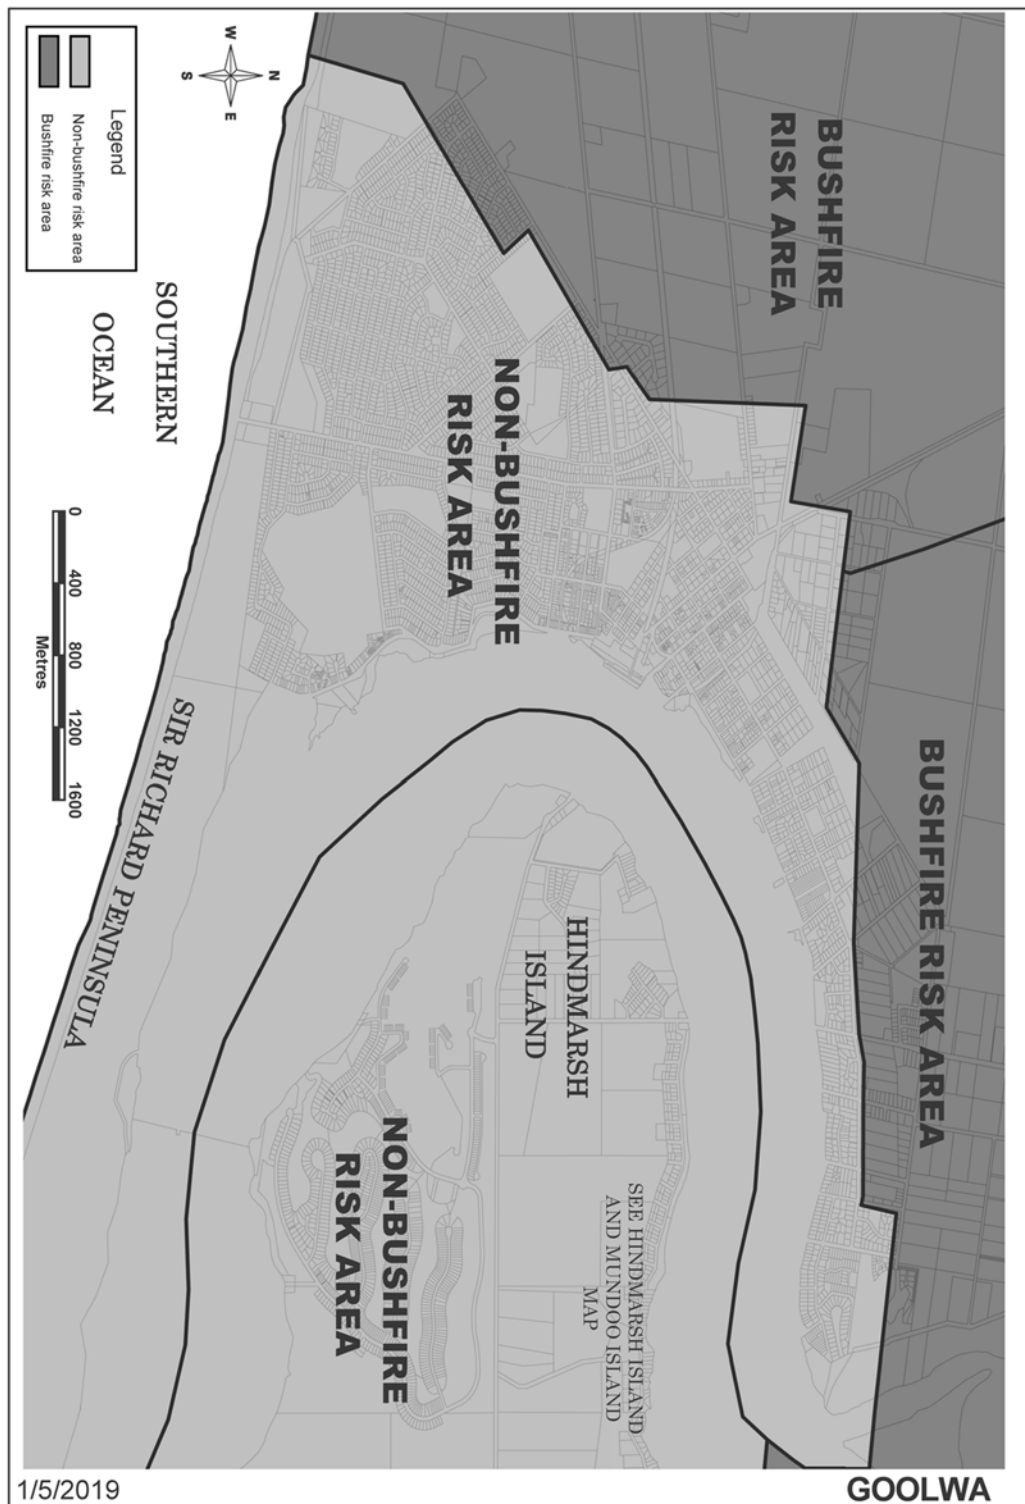 W
N
S
E
Legend
Non-bushfire risk area
Bushfire risk area
BUSHFIRE
RISK AREA
SOUTHERN
OCEAN
NON-BUSHFIRE
RISK AREA
0 400 800 1200 1600
Metres
SIR RICHARD PENINSULA
BUSHFIRE RISK AREA
HINDMARSH
ISLAND
NON-BUSHFIRE
RISK AREA
SEE HINDMARSH ISLAND
AND MUNDOO ISLAND
MAP
1/5/2019
GOOLWA